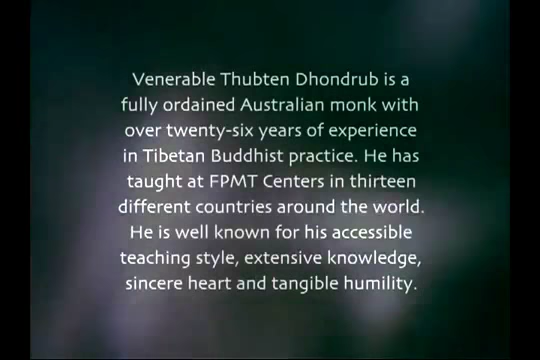 Venerable Thubten Dhondrub is a
fully ordained Australian monk with
over twenty-six years of experience
in Tibetan Buddhist practice. He has
taught at FPMT Centers in thirteen
different countries around the world.
He is well known for his accessible
teaching style, extensive knowledge,
sincere heart and tangible humility.